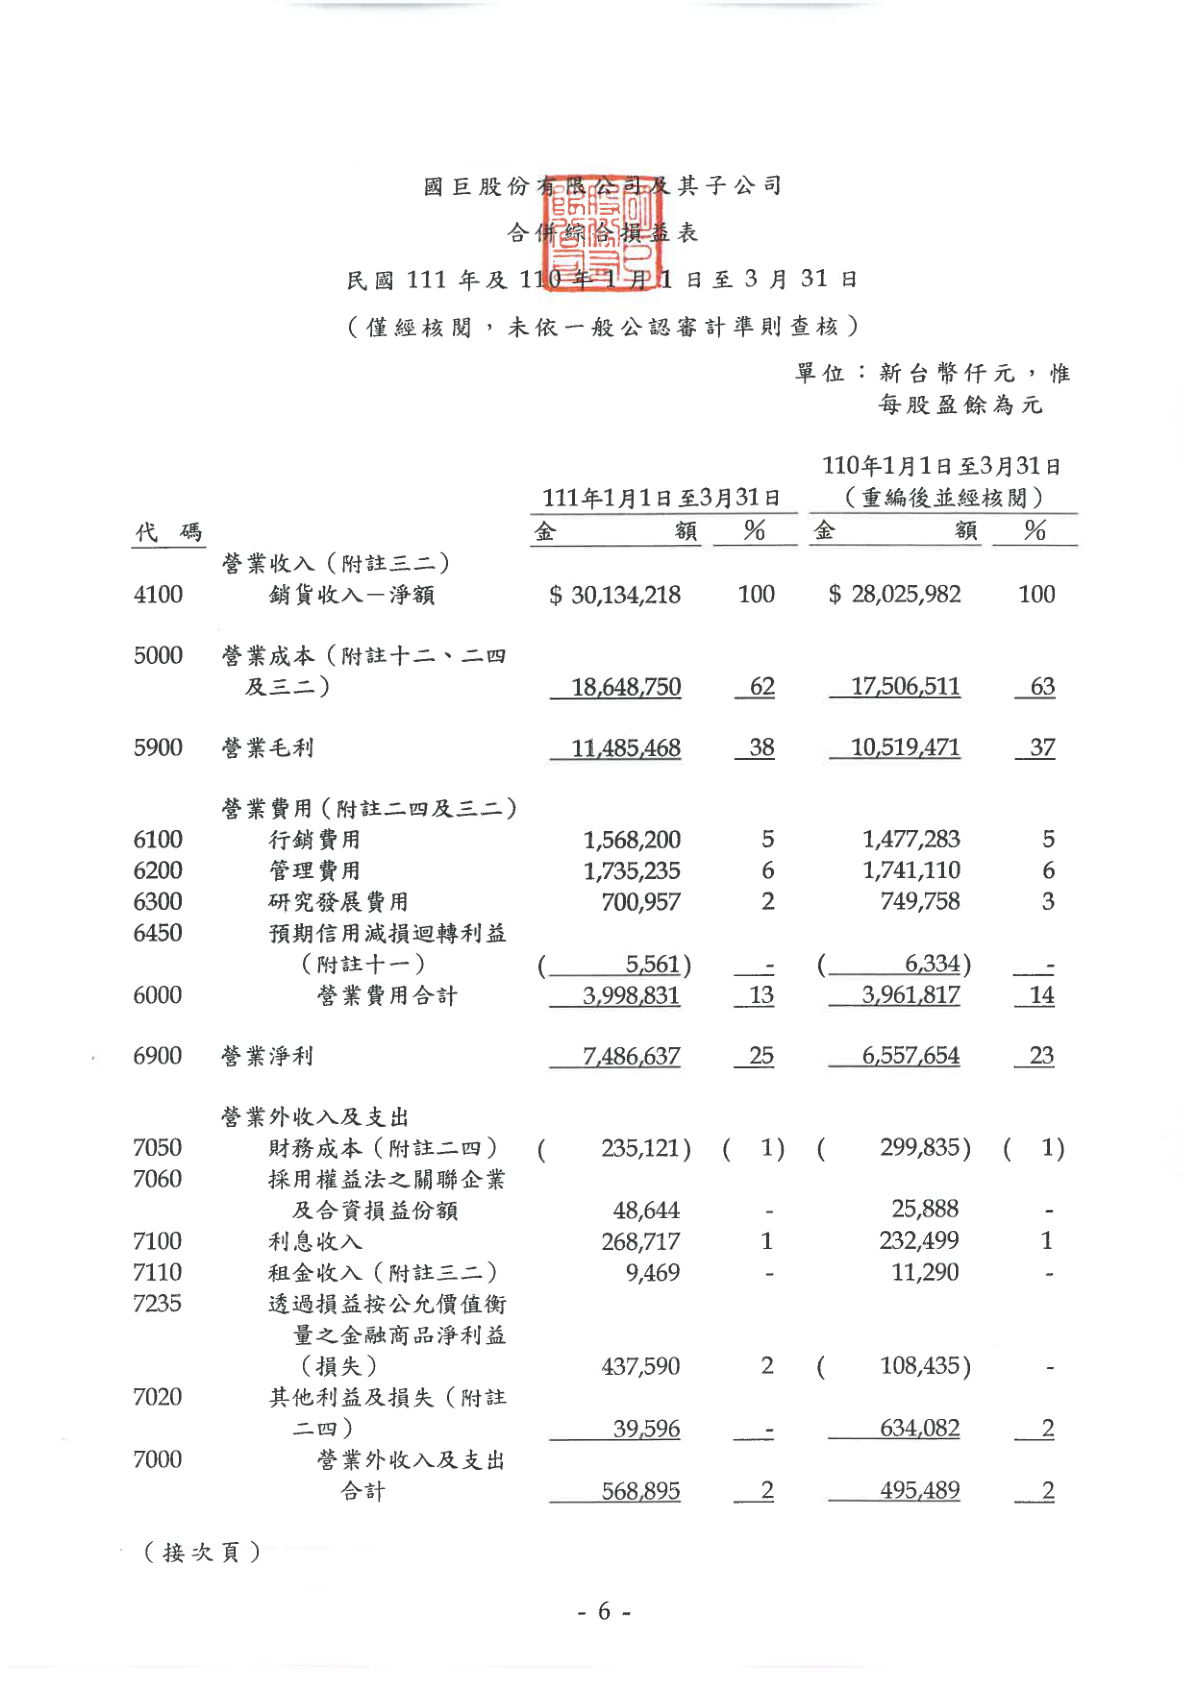 國巨股份有限公司及其子公司
合併綜合損益表
民國 111 年及 110 年 1 月 1 日至 3 月 31 日
（僅經核閱，未依一般公認審計準則查核）
單位：新台幣仟元，惟
每股盈餘為元
110年1月1日至3月31日
111年1月1日至3月31日 （重編後並經核閱）
代 碼 金 額 % 金 額 %
營業收入（附註三二）
4100 銷貨收入－淨額 $ 30,134,218 100 $ 28,025,982 100
5000 營業成本（附註十二、二四
及三二） 18,648,750 62 17,506,511 63
5900 營業毛利 11,485,468 38 10,519,471 37
營業費用（附註二四及三二）
6100 行銷費用 1,568,200 5 1,477,283 5
6200 管理費用 1,735,235 6 1,741,110 6
6300 研究發展費用 700,957 2 749,758 3
6450 預期信用減損迴轉利益
（附註十一） ( 5,561) - ( 6,334) -
6000 營業費用合計 3,998,831 13 3,961,817 14
6900 營業淨利 7,486,637 25 6,557,654 23
營業外收入及支出
7050 財務成本（附註二四） ( 235,121) ( 1) ( 299,835) ( 1)
7060 採用權益法之關聯企業
及合資損益份額 48,644 - 25,888 -
7100 利息收入 268,717 1 232,499 1
7110 租金收入（附註三二） 9,469 - 11,290 -
7235 透過損益按公允價值衡
量之金融商品淨利益
（損失） 437,590 2 ( 108,435) -
7020 其他利益及損失（附註
二四） 39,596 - 634,082 2
7000 營業外收入及支出
合計 568,895 2 495,489 2
（接次頁）
- 6 -